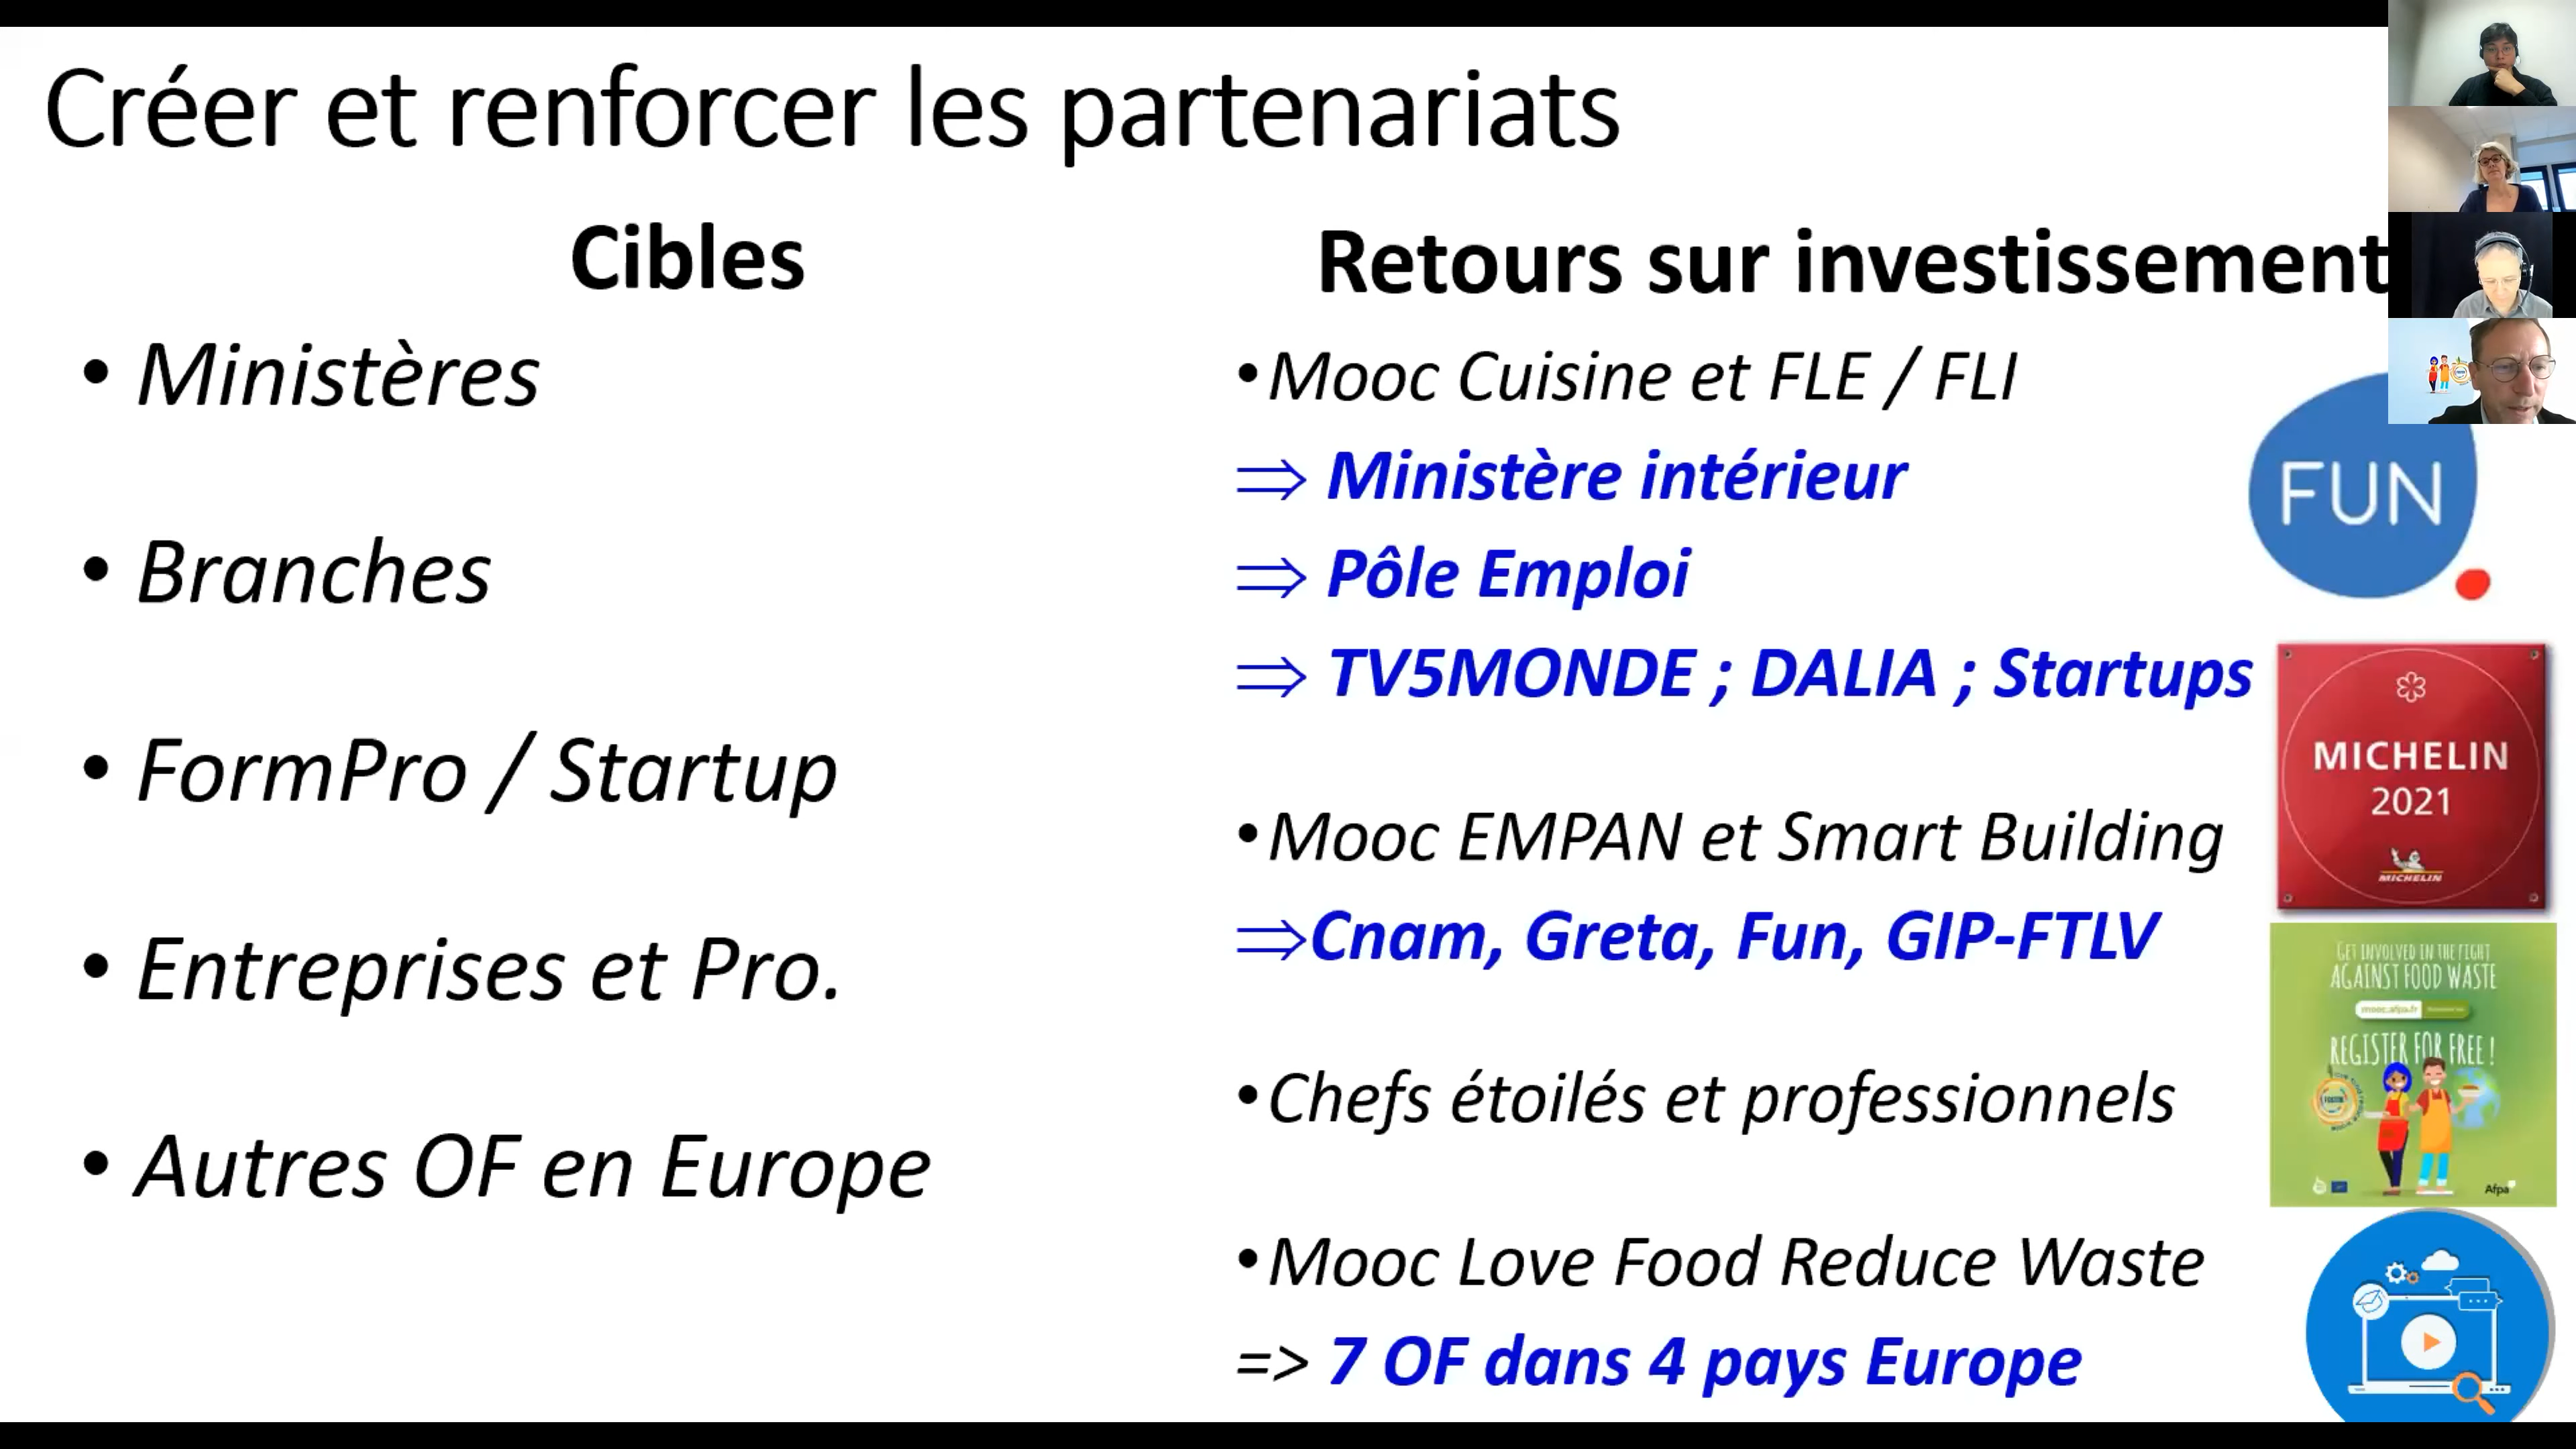 Créer et renforcer les partenariats
Cibles
• Ministères
• Branches
• FormPro / Startup
• Entreprises et Pro.
• Autres OF en Europe
Retours sur investissement
•Mooc Cuisine et FLE / FLI
⇒ Ministère intérieur
⇒ Pôle Emploi
⇒ TV5MONDE ; DALIA ; Startups
•Mooc EMPAN et Smart Building
⇒Cnam, Greta, Fun, GIP-FTLV
•Chefs étoilés et professionnels
•Mooc Love Food Reduce Waste
=> 7 OF dans 4 pays Europe
FUN
MICHELIN
2021
MICHELIN
GET INVOLVED IN THE FIGHT
AGAINST FOOD WASTE
mooc.afpa.fr
REGISTER FOR FREE !
Afpa